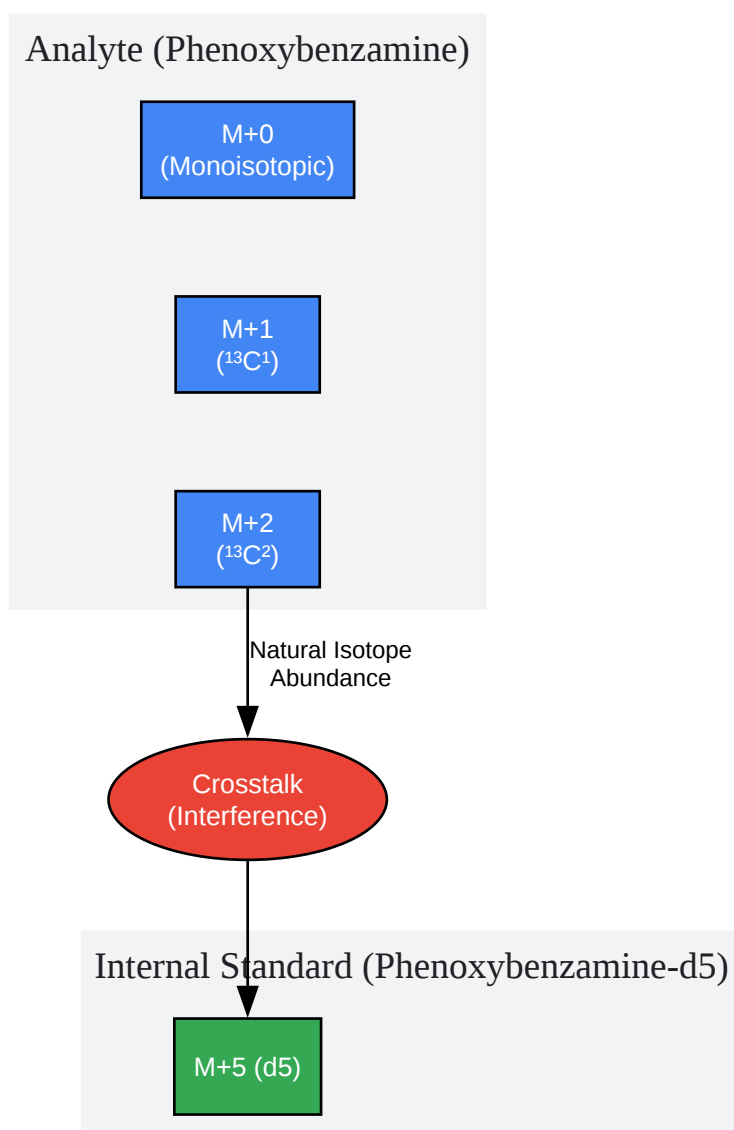 Analyte (Phenoxybenzamine)
M+0
(Monoisotopic)
M+1
(¹³C¹)
M+2
(¹³C²)
Natural Isotope
Abundance
Crosstalk
(Interference)
Internal Standard (Phenoxybenzamine-d5)
M+5 (d5)